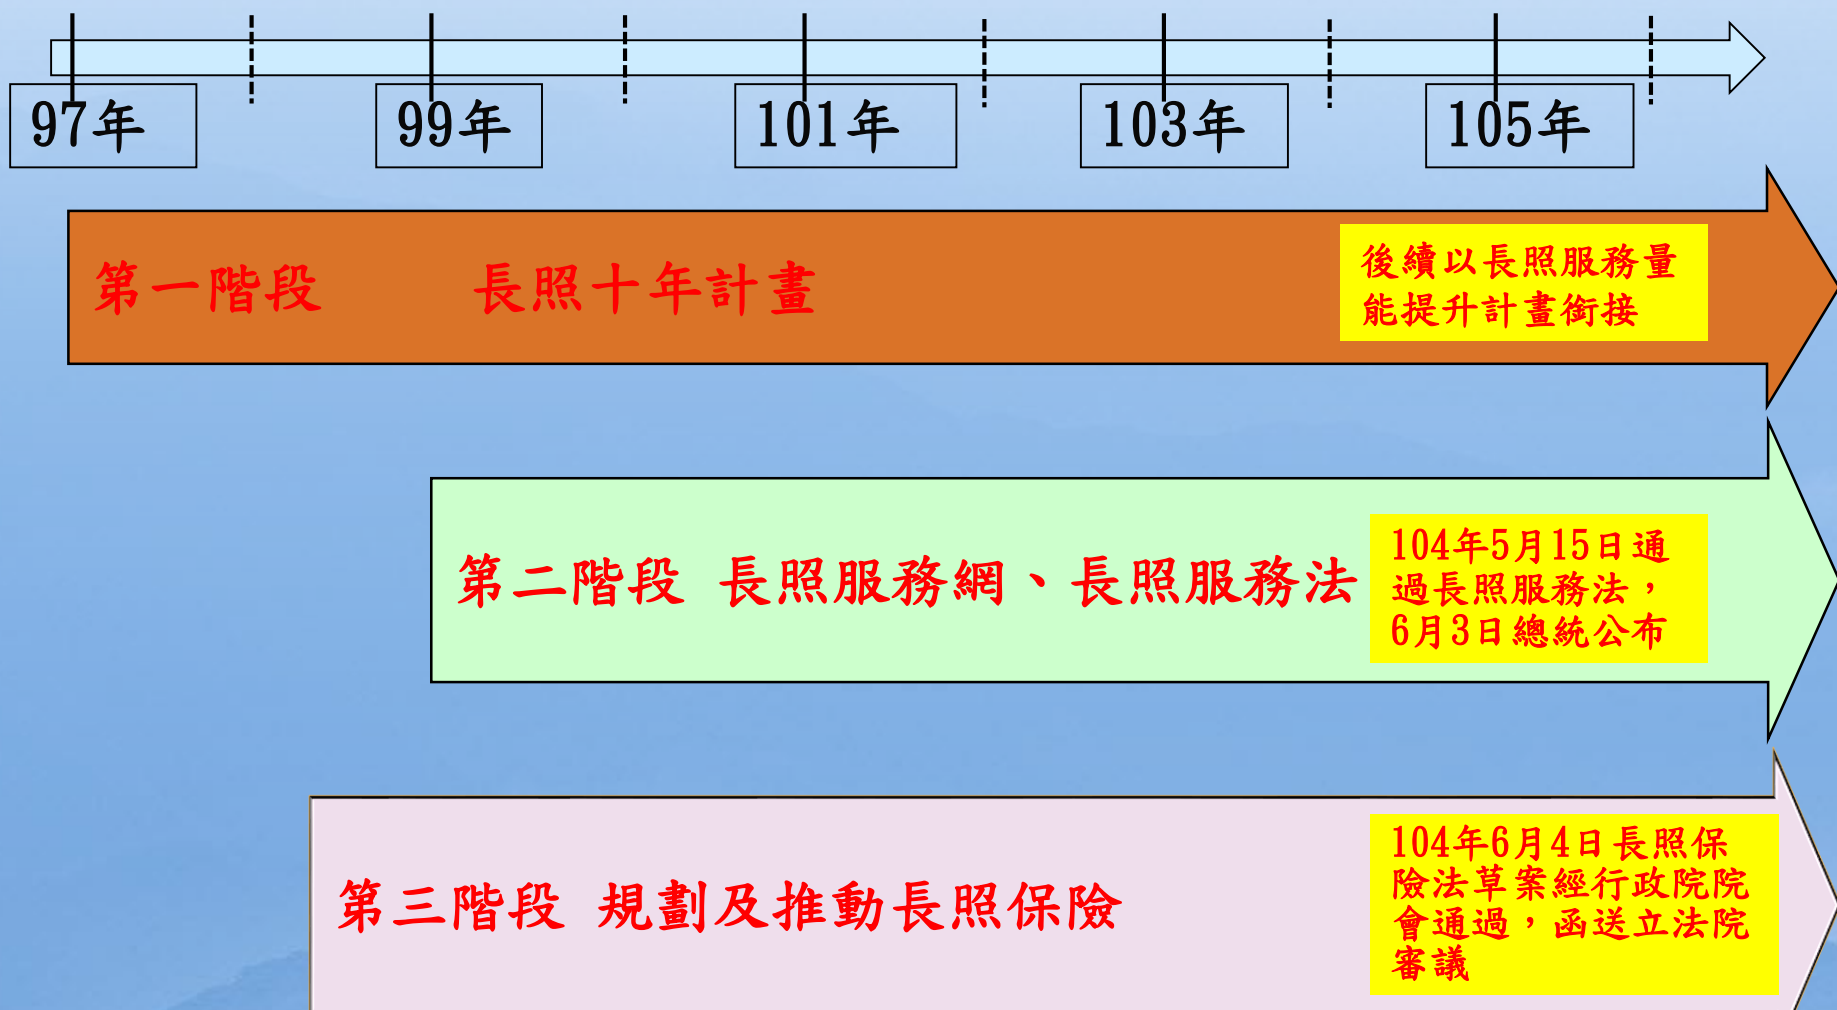 97年
99年
101年
103年
105年
第一階段 長照十年計畫
後續以長照服務量
能提升計畫銜接
第二階段 長照服務網、長照服務法
104年5月15日通
過長照服務法，
6月3日總統公布
第三階段 規劃及推動長照保險
104年6月4日長照保
險法草案經行政院院
會通過，函送立法院
審議